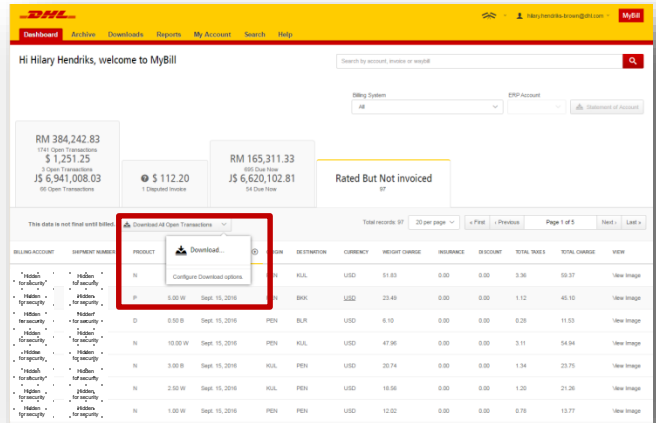 DHL
hilary.hendriks-brown@dhl.com MyBill
Dashboard Archive Downloads Reports My Account Search Help
Hi Hilary Hendriks, welcome to MyBill
Search by account, invoice or waybill
Billing System ERP Account
All Statement of Account
RM 384,242.83
1741 Open Transactions
$ 1,251.25
3 Open Transactions
J$ 6,941,008.03
66 Open Transactions
$ 112.20
1 Disputed Invoice
RM 165,311.33
695 Due Now
J$ 6,620,102.81
54 Due Now
Rated But Not invoiced
97
This data is not final until billed. Download All Open Transactions Total records: 97 20 per page « First ‹ Previous Page 1 of 5 Next › Last »
Download...
Configure Download options
BILLING ACCOUNT SHIPMENT NUMBER PRODUCT DESTINATION CURRENCY WEIGHT CHARGE INSURANCE DISCOUNT TOTAL TAXES TOTAL CHARGE VIEW
"Hidden for security" "Hidden for security" N KUL USD 51.83 0.00 0.00 3.36 59.37 View Image
"Hidden for security" "Hidden for security" P 5.00 W Sept. 15, 2016 BKK USD 23.48 0.00 0.00 1.12 45.10 View Image
"Hidden for security" "Hidden for security" D 0.50 B Sept. 15, 2016 PEN BLR USD 6.10 0.00 0.00 0.28 11.53 View Image
"Hidden for security" "Hidden for security" N 10.00 W Sept. 15, 2016 PEN KUL USD 47.96 0.00 0.00 3.11 54.94 View Image
"Hidden for security" "Hidden for security" N 3.00 B Sept. 15, 2016 KUL PEN USD 20.74 0.00 0.00 1.34 23.75 View Image
"Hidden for security" "Hidden for security" N 2.50 W Sept. 15, 2016 KUL PEN USD 18.56 0.00 0.00 1.20 21.26 View Image
"Hidden for security" "Hidden for security" N 1.00 W Sept. 15, 2016 PEN PEN USD 12.02 0.00 0.00 0.78 13.77 View Image